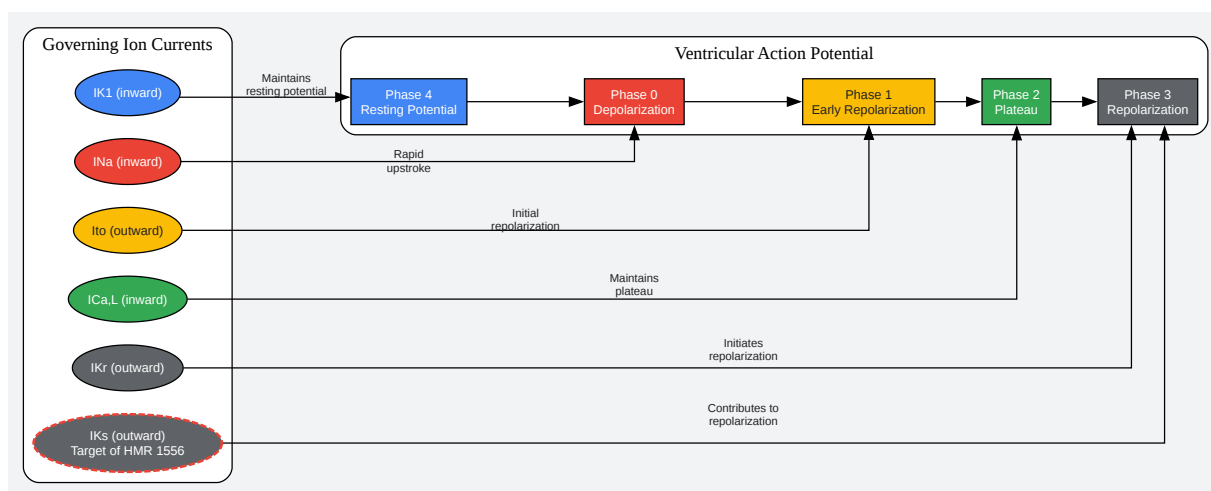 Governing Ion Currents
IK1 (inward)
INa (inward)
Ito (outward)
ICa,L (inward)
IKr (outward)
IKs (outward)
Target of HMR 1556
Ventricular Action Potential
Phase 4
Resting Potential
Phase 0
Depolarization
Phase 1
Early Repolarization
Phase 2
Plateau
Phase 3
Repolarization
Maintains
resting potential
Rapid
upstroke
Initial
repolarization
Maintains
plateau
Initiates
repolarization
Contributes to
repolarization